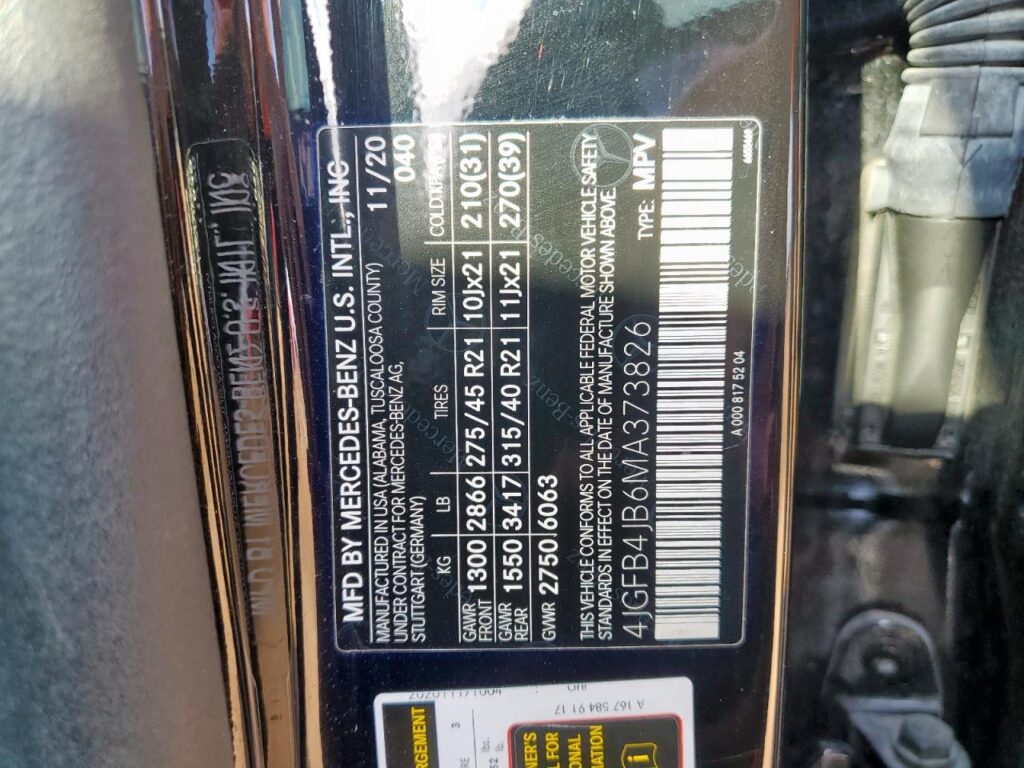 MFD BY MERCEDES-BENZ U.S. INTL., INC
MANUFACTURED IN USA (ALABAMA, TUSCALOOSA COUNTY) 11/20
UNDER CONTRACT FOR MERCEDES-BENZ AG, 040
STUTTGART (GERMANY)
KG LB TIRES RIM SIZE
GAWR FRONT 1300 2866 275/45 R21 10Jx21 210(31)
GAWR REAR 1550 3417 315/40 R21 11Jx21 270(39)
GVWR 2750 6063
THIS VEHICLE CONFORMS TO ALL APPLICABLE FEDERAL MOTOR VEHICLE SAFETY
STANDARDS IN EFFECT ON THE DATE OF MANUFACTURE SHOWN ABOVE.
4JGFB4JB6MA373826 TYPE: MPV
A 000 817 52 04
A 167 584 91 17